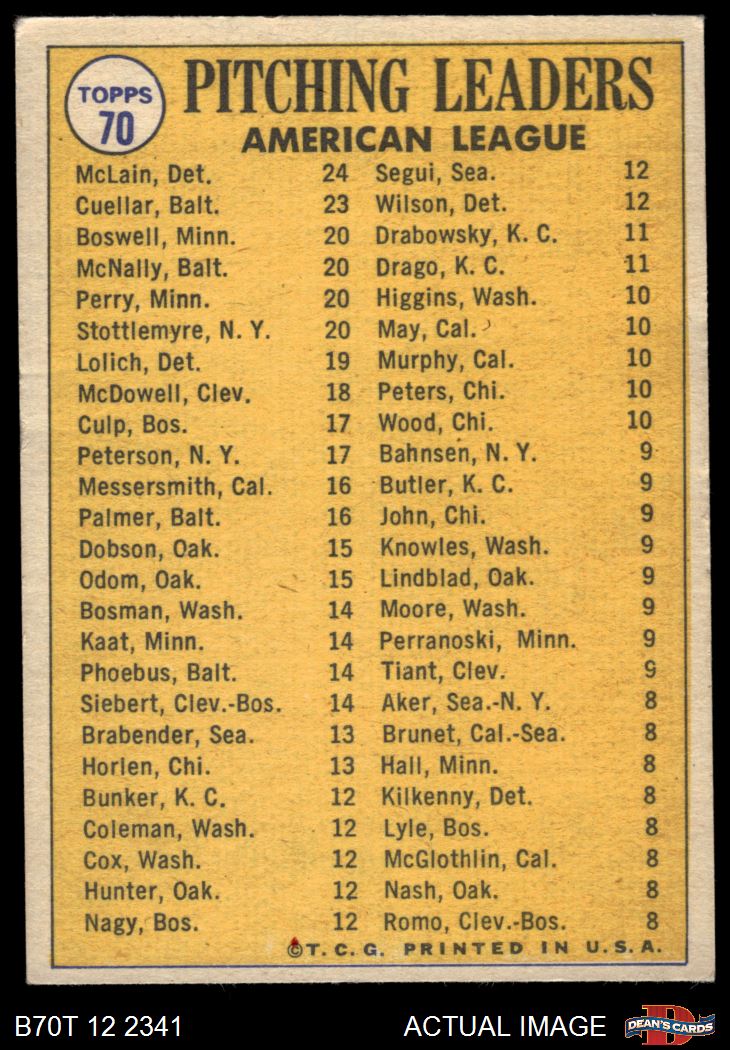 TOPPS
70
PITCHING LEADERS
AMERICAN LEAGUE
McLain, Det. 24
Cuellar, Balt. 23
Boswell, Minn. 20
McNally, Balt. 20
Perry, Minn. 20
Stottlemyre, N. Y. 20
Lolich, Det. 19
McDowell, Clev. 18
Culp, Bos. 17
Peterson, N. Y. 17
Messersmith, Cal. 16
Palmer, Balt. 16
Dobson, Oak. 15
Odom, Oak. 15
Bosman, Wash. 14
Kaat, Minn. 14
Phoebus, Balt. 14
Siebert, Clev.-Bos. 14
Brabender, Sea. 13
Horlen, Chi. 13
Bunker, K. C. 12
Coleman, Wash. 12
Cox, Wash. 12
Hunter, Oak. 12
Nagy, Bos. 12
Segui, Sea. 12
Wilson, Det. 12
Drabowsky, K. C. 11
Drago, K. C. 11
Higgins, Wash. 10
May, Cal. 10
Murphy, Cal. 10
Peters, Chi. 10
Wood, Chi. 10
Bahnsen, N. Y. 9
Butler, K. C. 9
John, Chi. 9
Knowles, Wash. 9
Lindblad, Oak. 9
Moore, Wash. 9
Perranoski, Minn. 9
Tiant, Clev. 9
Aker, Sea.-N. Y. 8
Brunet, Cal.-Sea. 8
Hall, Minn. 8
Kilkenny, Det. 8
Lyle, Bos. 8
McGlothlin, Cal. 8
Nash, Oak. 8
Romo, Clev.-Bos. 8
©T. C. G. PRINTED IN U. S. A.
B70T 12 2341
ACTUAL IMAGE
D
DEAN'S CARDS